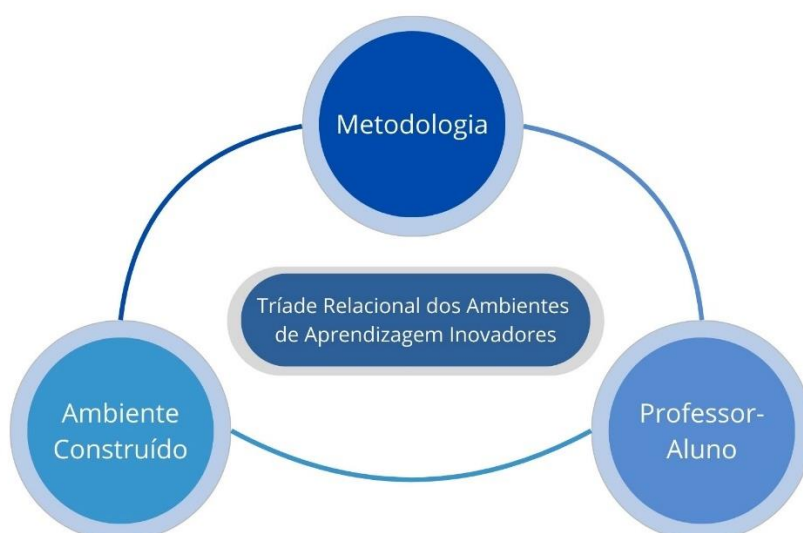 Metodologia
Tríade Relacional dos Ambientes
de Aprendizagem Inovadores
Ambiente
Construído
Professor-
Aluno